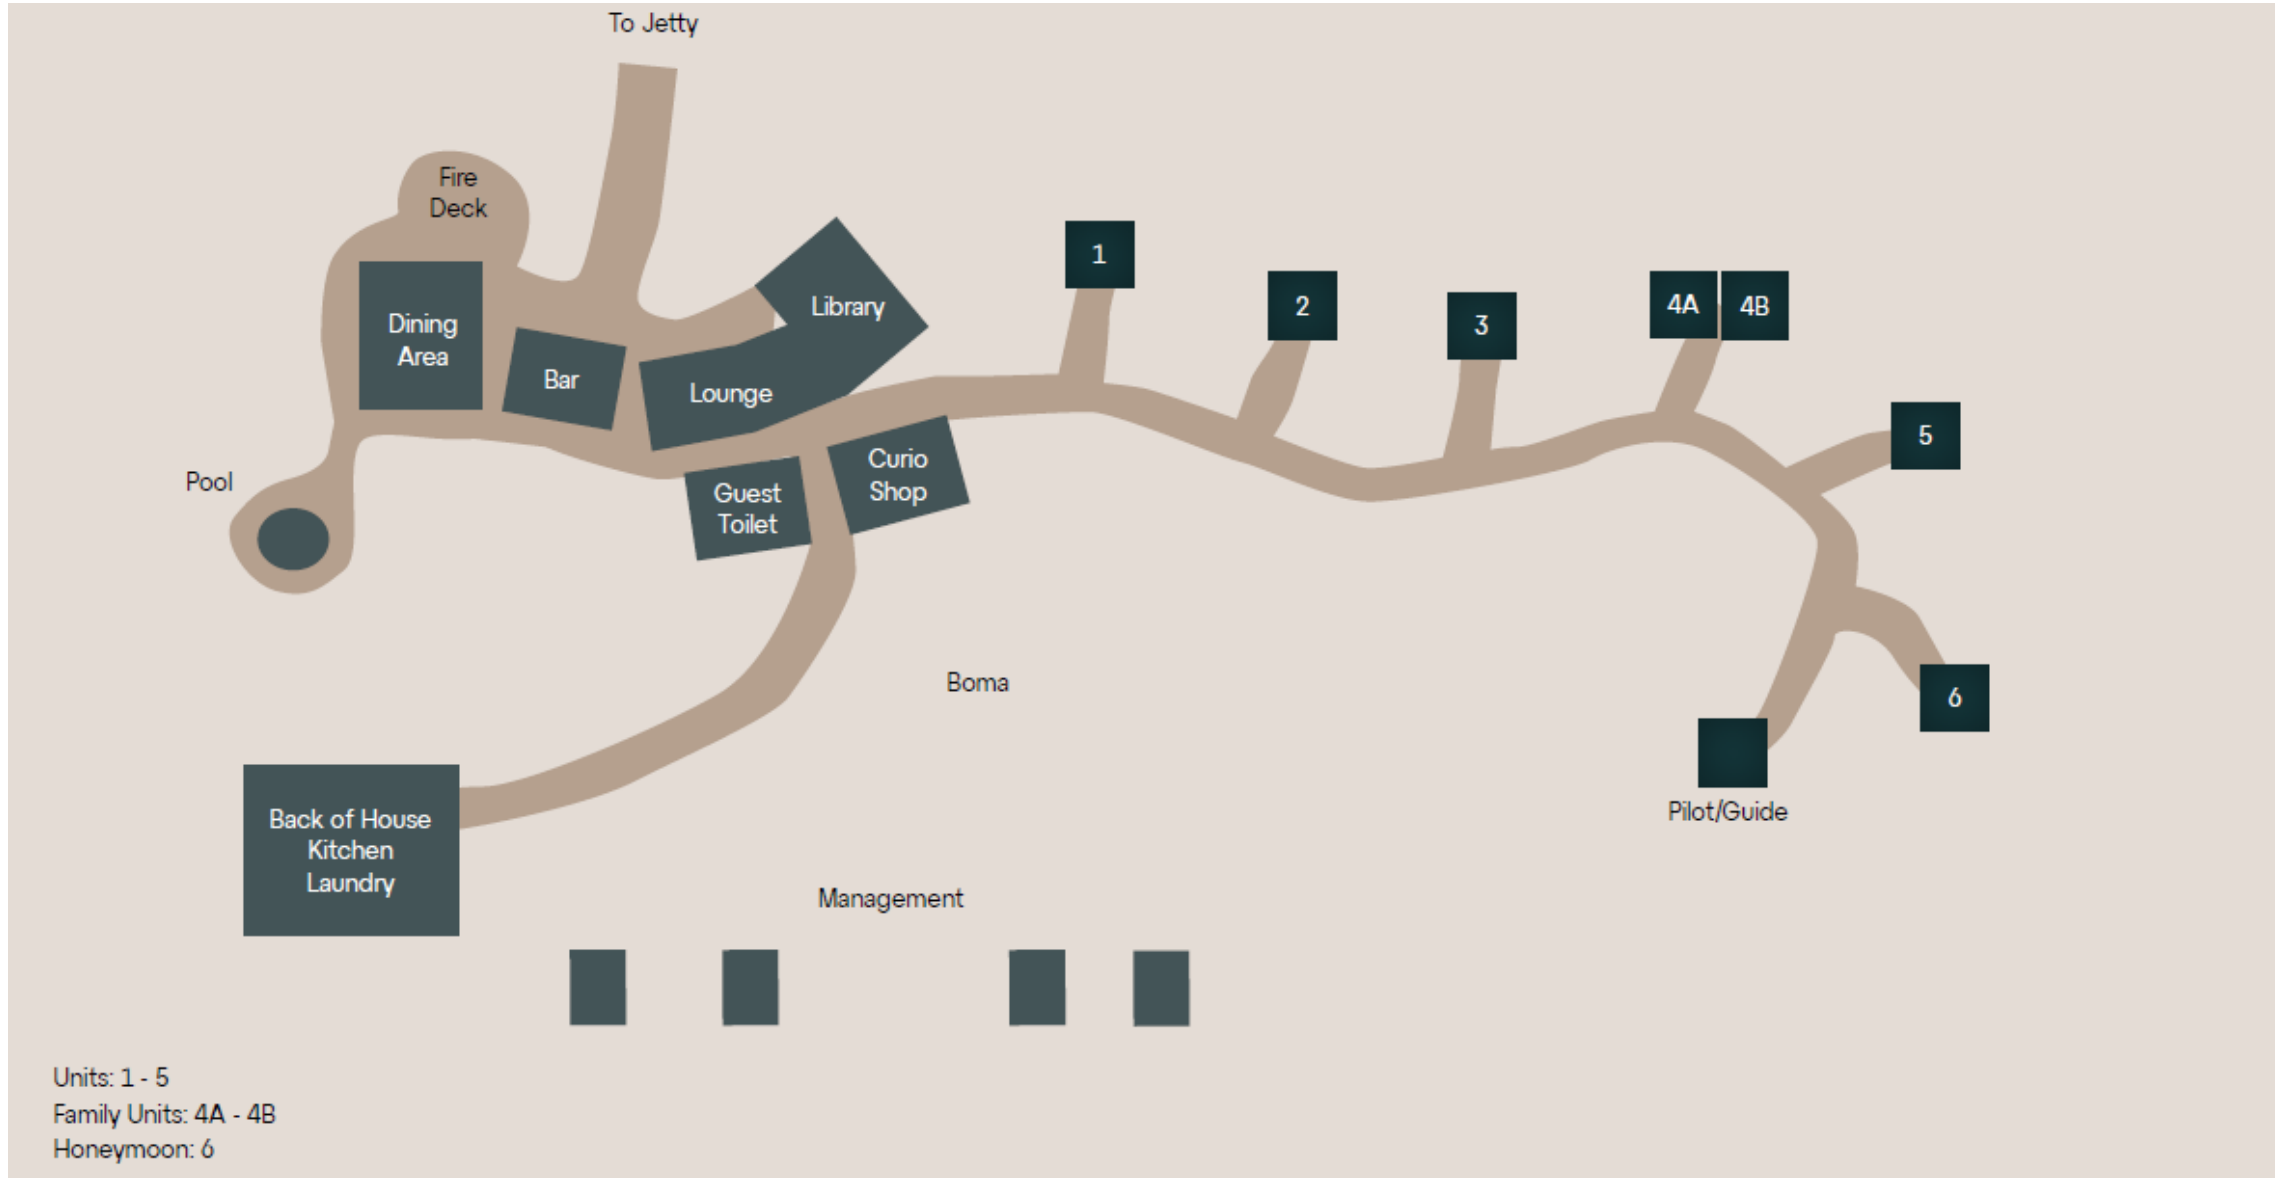 To Jetty
Fire
Deck
Library
1
2
3
4A
4B
Dining
Area
Bar
Lounge
5
Pool
Guest
Toilet
Curio
Shop
Boma
6
Pilot/Guide
Back of House
Kitchen
Laundry
Management
Units: 1 - 5
Family Units: 4A - 4B
Honeymoon: 6